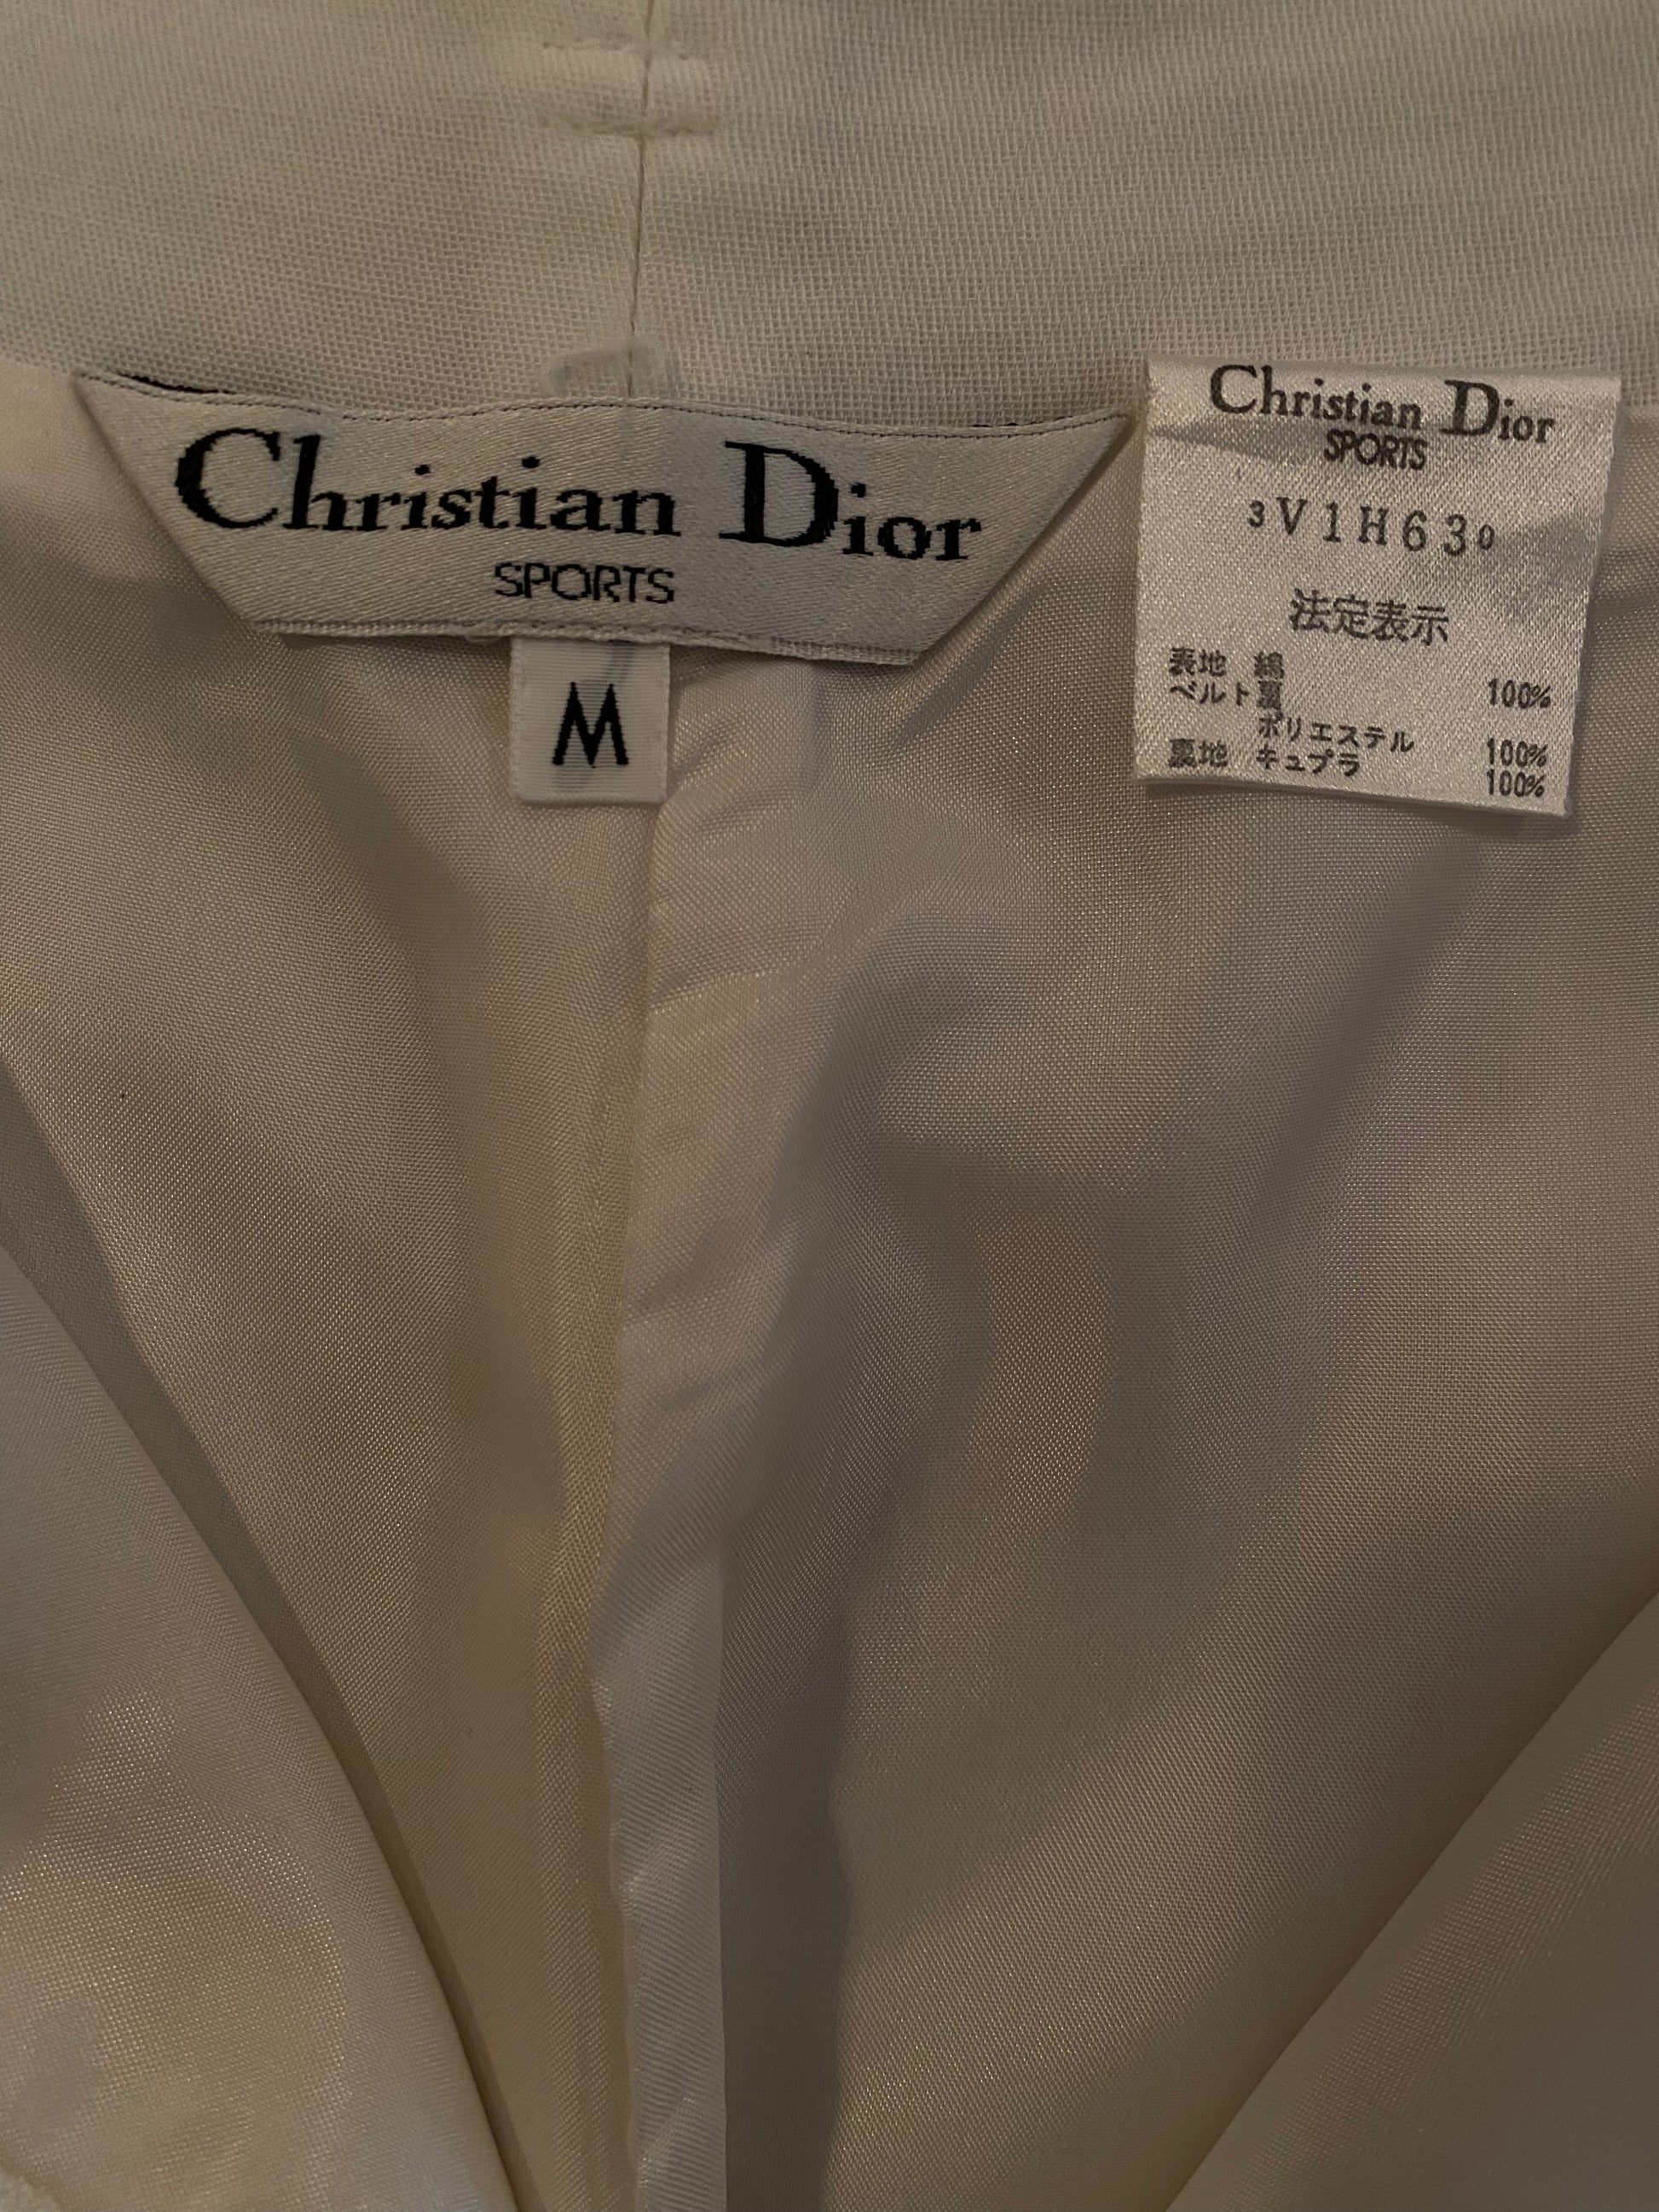 Christian Dior
SPORTS
M
Christian Dior
SPORTS
3V1H630
法定表示
表地 綿 100%
ベルト裏
ポリエステル 100%
裏地 キュプラ 100%